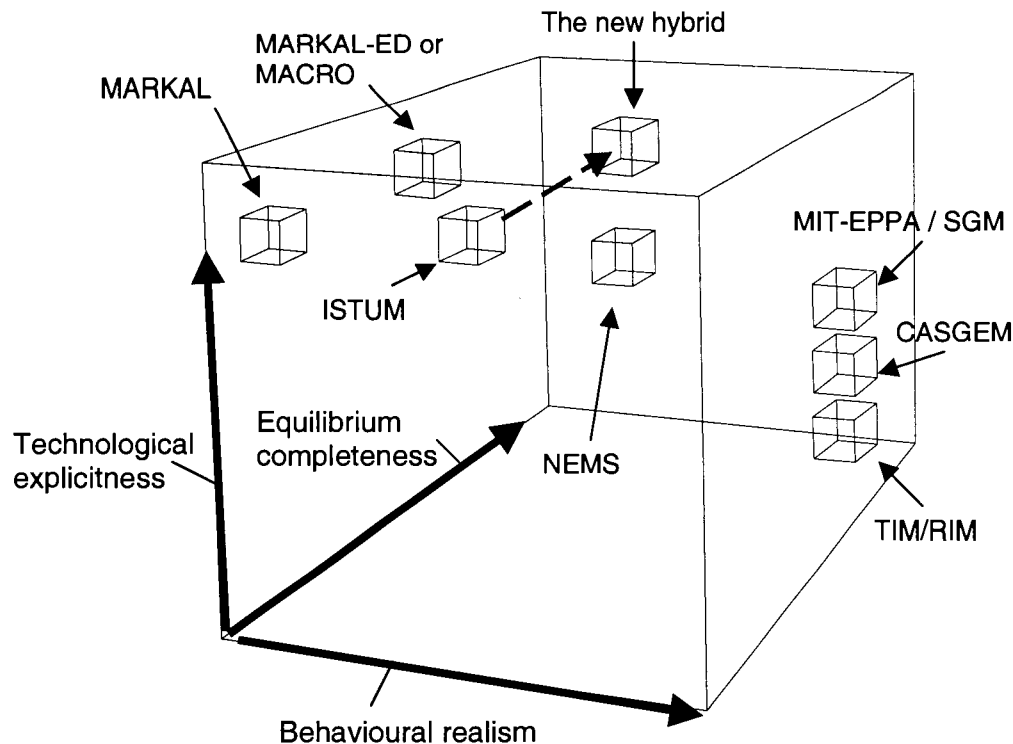 The new hybrid
MARKAL-ED or
MACRO
MARKAL
MIT-EPPA / SGM
ISTUM
CASGEM
Equilibrium
completeness
Technological
explicitness
NEMS
TIM/RIM
Behavioural realism